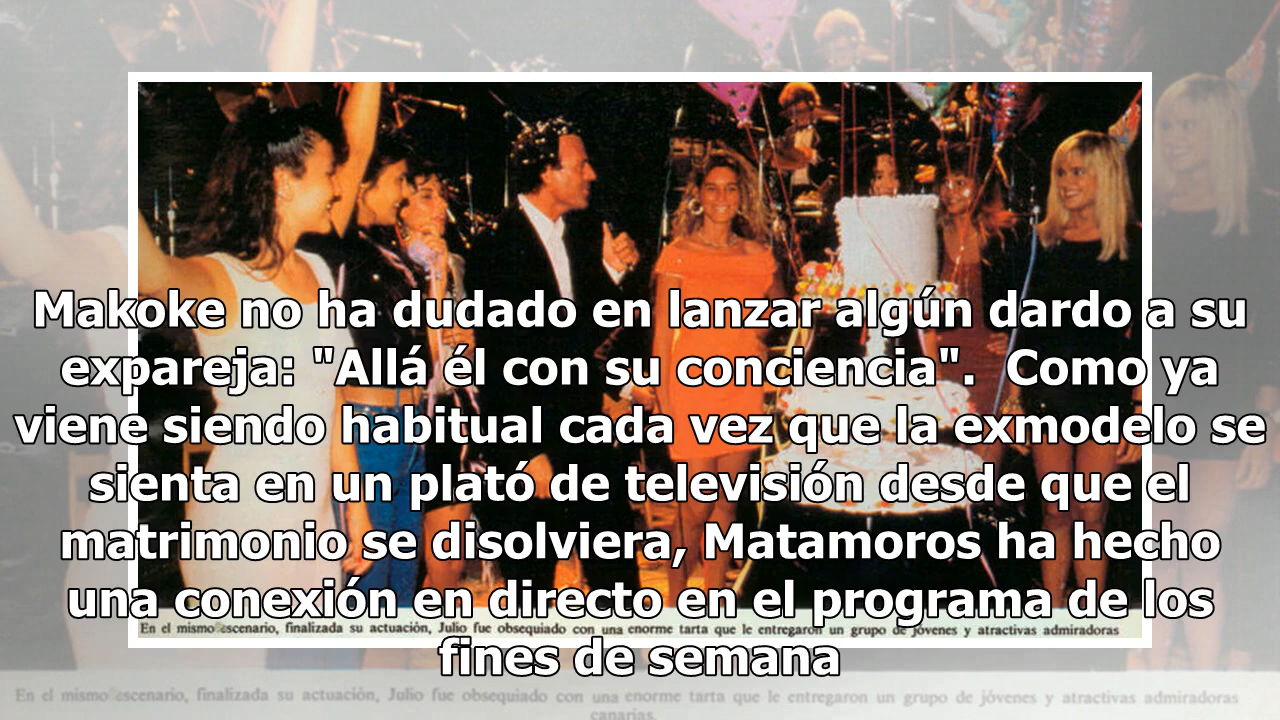 Makoke no ha dudado en lanzar algún dardo a su
expareja: "Allá él con su conciencia".  Como ya
viene siendo habitual cada vez que la exmodelo se
sienta en un plató de televisión desde que el
matrimonio se disolviera, Matamoros ha hecho
una conexión en directo en el programa de los
En el mismo escenario, finalizada su actuación, Julio fue obsequiado con una enorme tarta que le entregaron un grupo de jóvenes y atractivas admiradoras
fines de semana
En el mismo escenario, finalizada su actuación, Julio fue obsequiado con una enorme tarta que le entregaron un grupo de jóvenes y atractivas admiradoras
canarias.